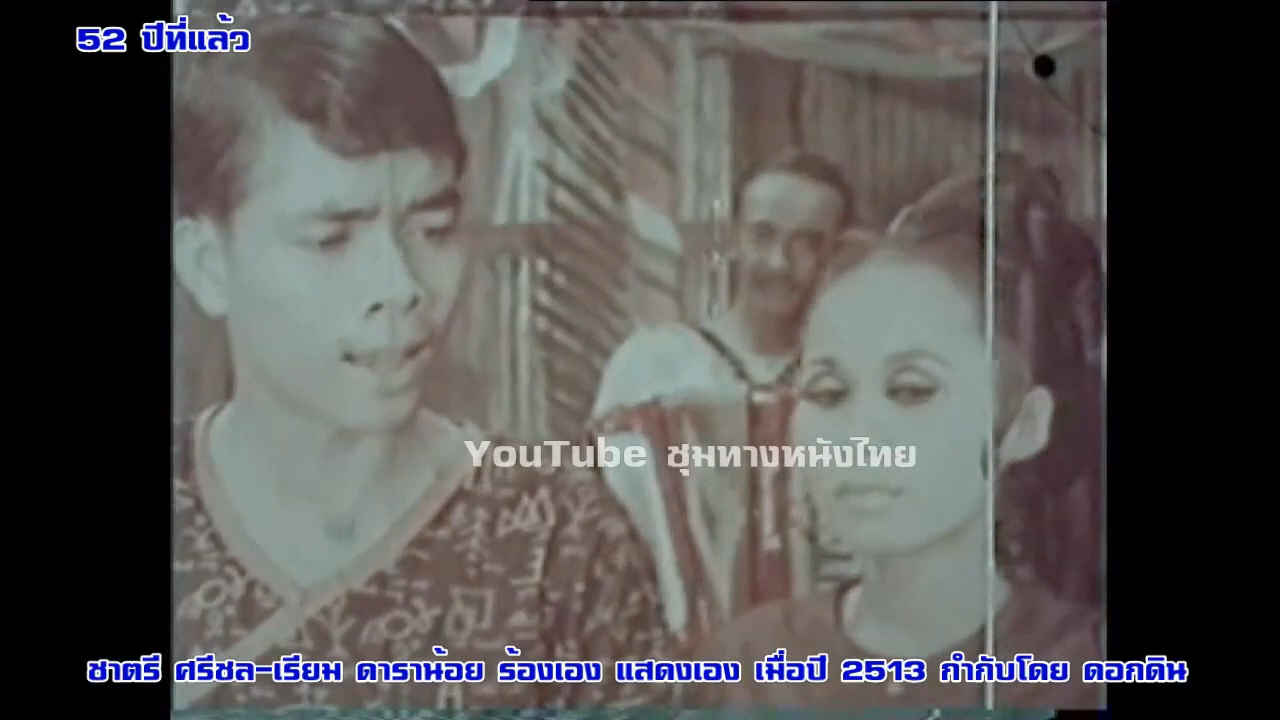 52 ปีที่แล้ว
YouTube ชุมทางหนังไทย
ชาตรี ศรีชล-เรียม ดาราน้อย ร้องเอง แสดงเอง เมื่อปี 2513 กำกับโดย ดอกดิน